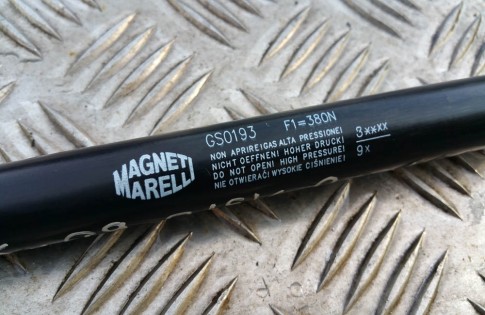 MAGNETI
MARELLI
GS0193 F1=380N
NON APRIRE!GAS ALTA PRESSIONE!
NICHT OEFFNEN! HOHER DRUCK!
DO NOT OPEN! HIGH PRESSURE!
NIE OTWIERAĆ! WYSOKIE CIŚNIENIE!
9x